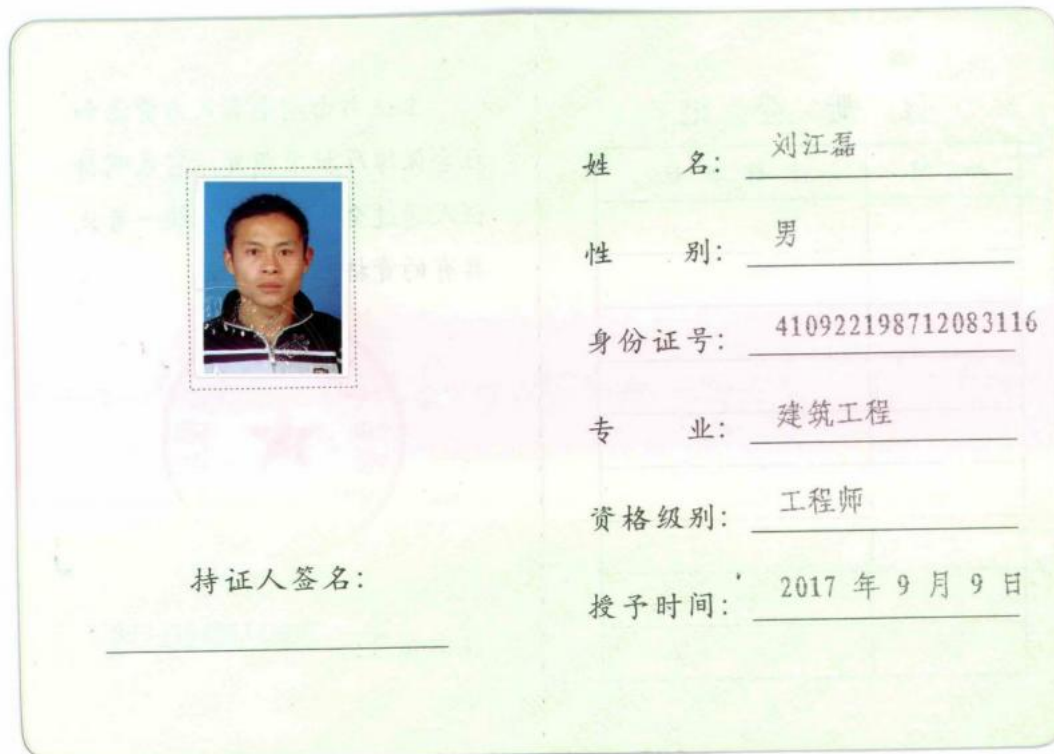 持证人签名：
姓 名： 刘江磊
性 别： 男
身份证号： 410922198712083116
专 业： 建筑工程
资格级别： 工程师
授予时间： 2017 年 9 月 9 日